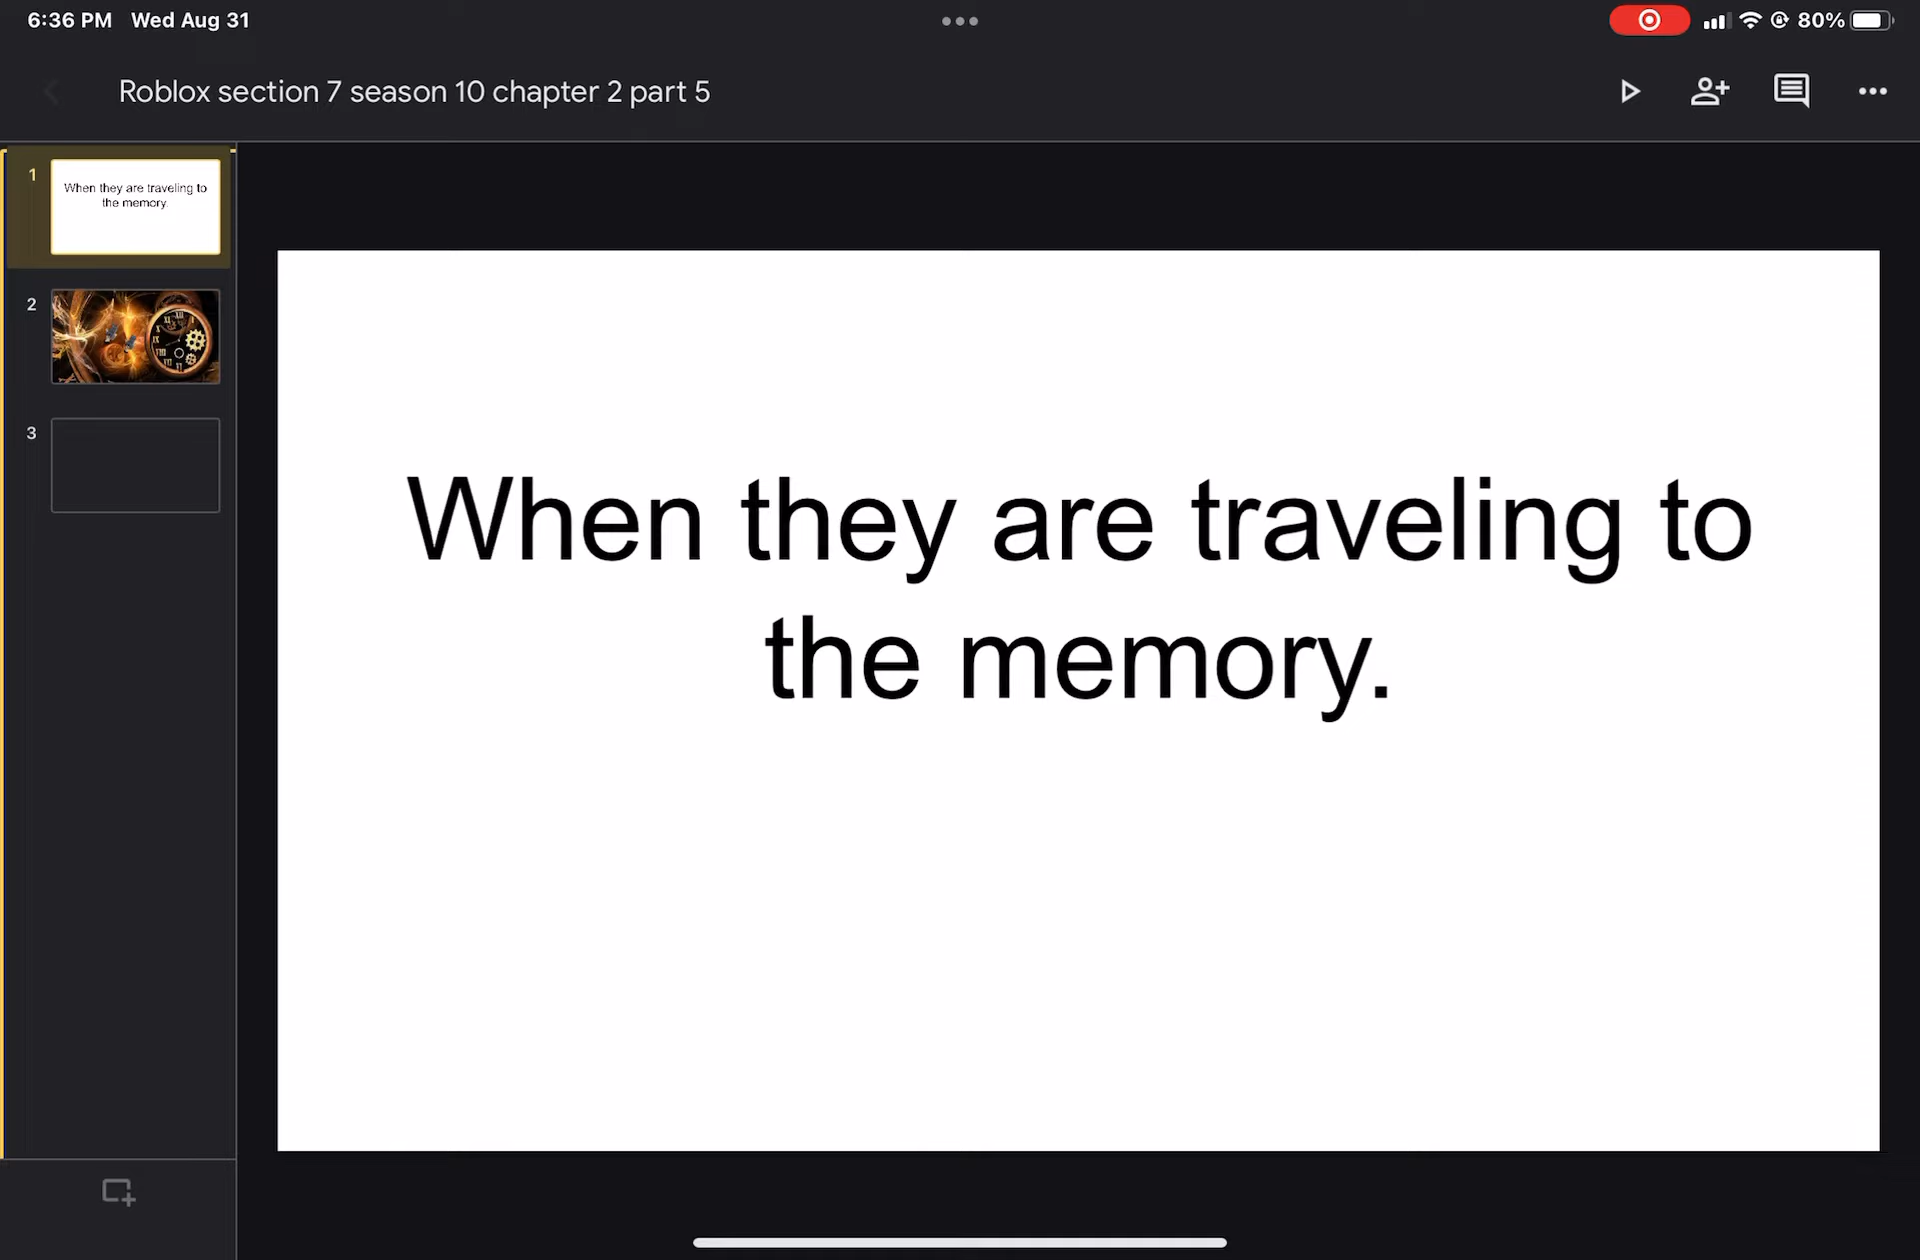 6:36 PM Wed Aug 31
80%
Roblox section 7 season 10 chapter 2 part 5
1
When they are traveling to
the memory.
2
3
When they are traveling to
the memory.